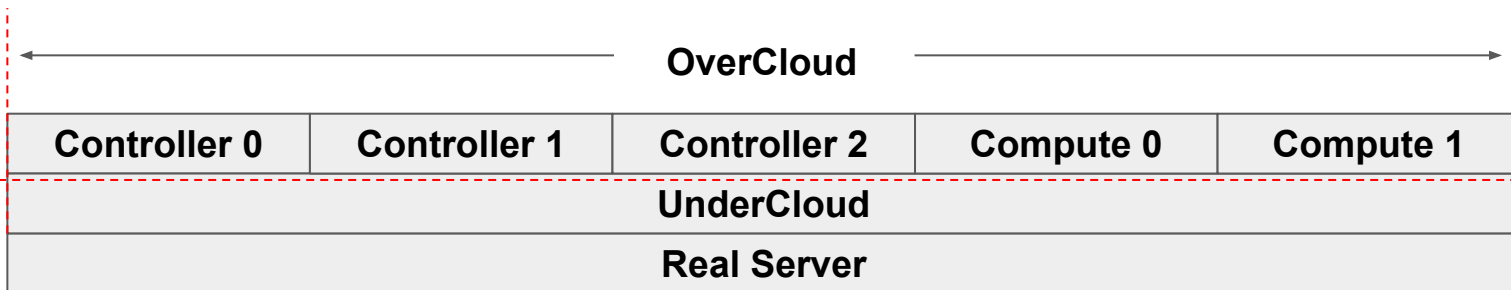 OverCloud
Controller 0 Controller 1 Controller 2 Compute 0 Compute 1
UnderCloud
Real Server